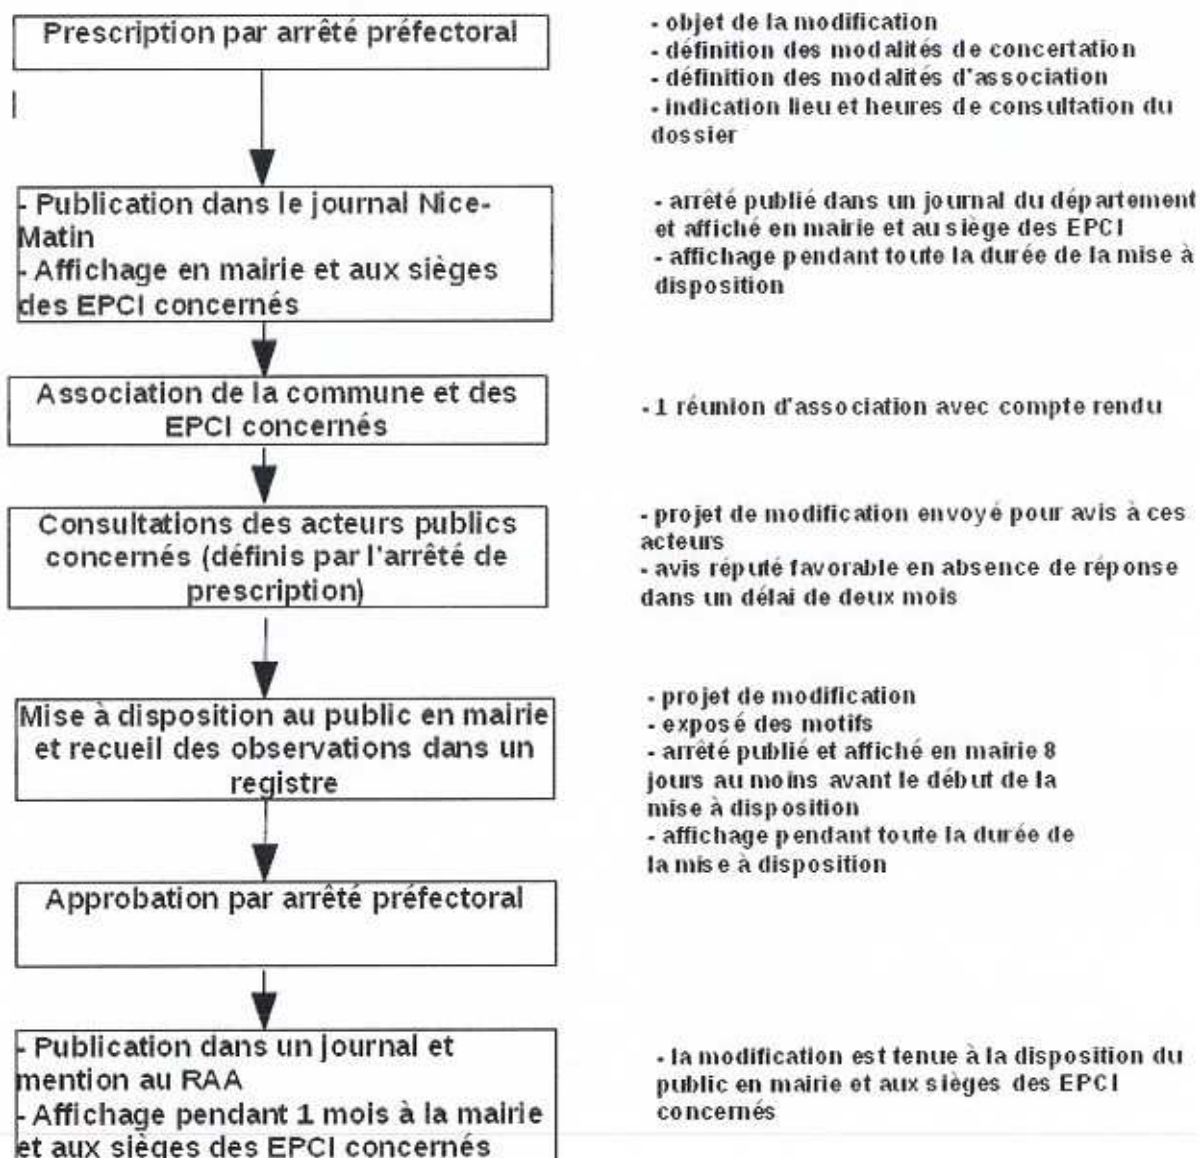 Prescription par arrêté préfectoral
- objet de la modification
- définition des modalités de concertation
- définition des modalités d'association
- indication lieu et heures de consultation du
dossier
- Publication dans le journal Nice-
Matin
- Affichage en mairie et aux sièges
des EPCI concernés
- arrêté publié dans un journal du département
et affiché en mairie et au siège des EPCI
- affichage pendant toute la durée de la mise à
disposition
Association de la commune et des
EPCI concernés
- 1 réunion d'association avec compte rendu
Consultations des acteurs publics
concernés (définis par l'arrêté de
prescription)
- projet de modification envoyé pour avis à ces
acteurs
- avis réputé favorable en absence de réponse
dans un délai de deux mois
Mise à disposition au public en mairie
et recueil des observations dans un
registre
- projet de modification
- exposé des motifs
- arrêté publié et affiché en mairie 8
jours au moins avant le début de la
mise à disposition
- affichage pendant toute la durée de
la mise à disposition
Approbation par arrêté préfectoral
- Publication dans un journal et
mention au RAA
- Affichage pendant 1 mois à la mairie
et aux sièges des EPCI concernés
- la modification est tenue à la disposition du
public en mairie et aux sièges des EPCI
concernés